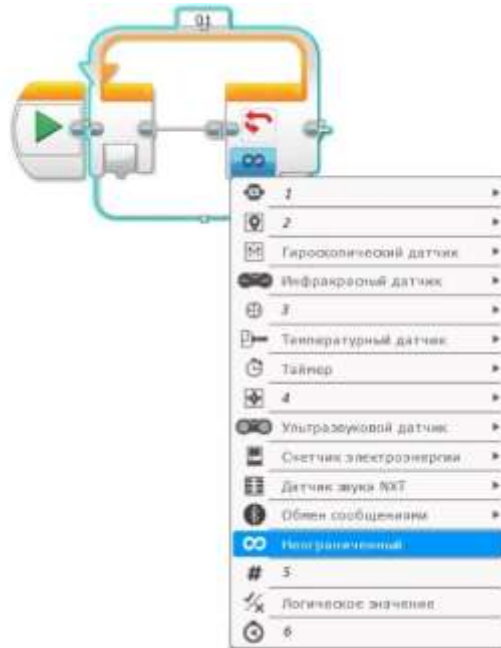 01
1
2
Гироскопический датчик
Инфракрасный датчик
3
Температурный датчик
Таймер
4
Ультразвуковой датчик
Счетчик электроэнергии
Датчик звука NXT
Обмен сообщениями
Неограниченный
# 5
Логическое значение
6